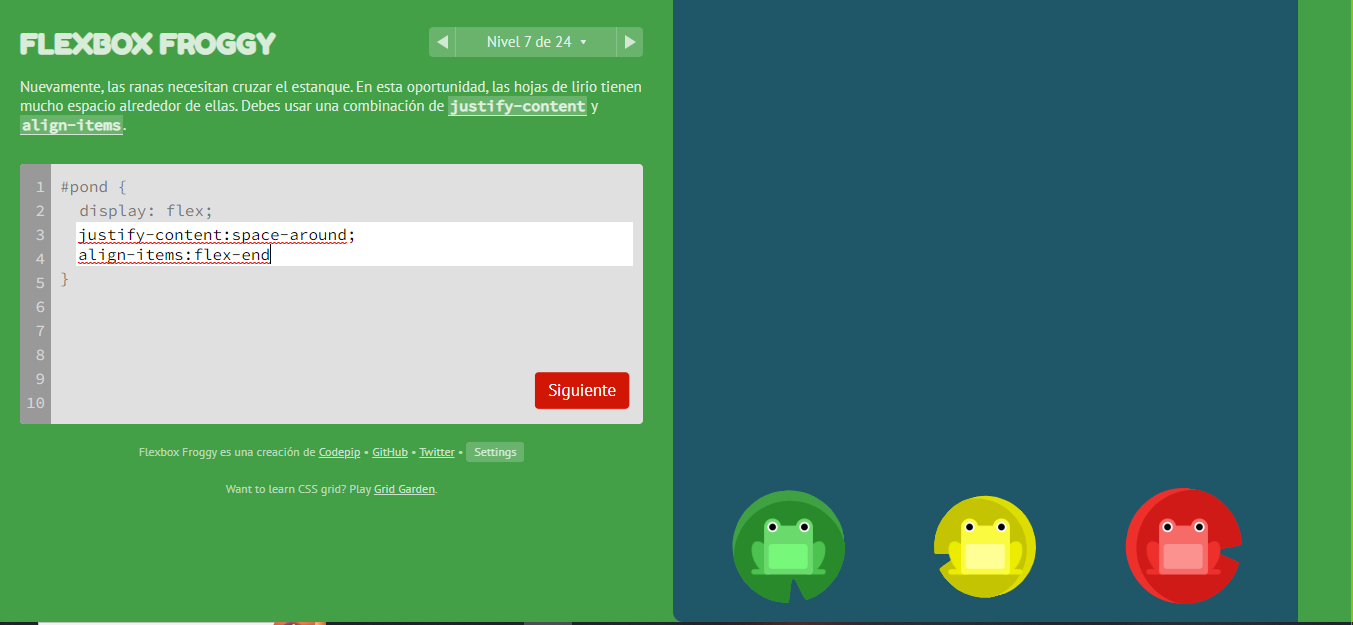 FLEXBOX FROGGY
Nivel 7 de 24
Nuevamente, las ranas necesitan cruzar el estanque. En esta oportunidad, las hojas de lirio tienen
mucho espacio alrededor de ellas. Debes usar una combinación de justify-content y
align-items.
1 #pond {
2 display: flex;
3 justify-content:space-around;
4 align-items:flex-end
5 }
6
7
8
9
10
Siguiente
Flexbox Froggy es una creación de Codepip • GitHub • Twitter • Settings
Want to learn CSS grid? Play Grid Garden.